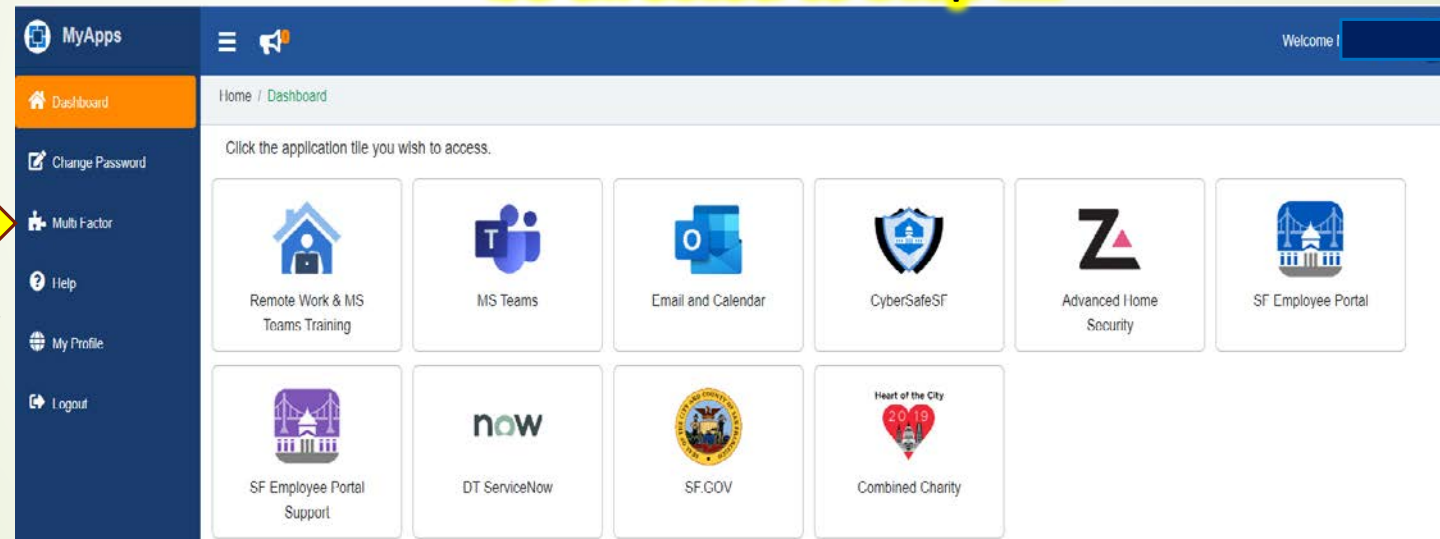 MyApps
Welcome
Dashboard
Home / Dashboard
Click the application tile you wish to access.
Change Password
Multi Factor
Help
My Profile
Logout
Remote Work & MS
Teams Training
MS Teams
Email and Calendar
CyberSafeSF
Advanced Home
Security
SF Employee Portal
SF Employee Portal
Support
now
DT ServiceNow
SF.GOV
Heart of the City
2019
Combined Charity